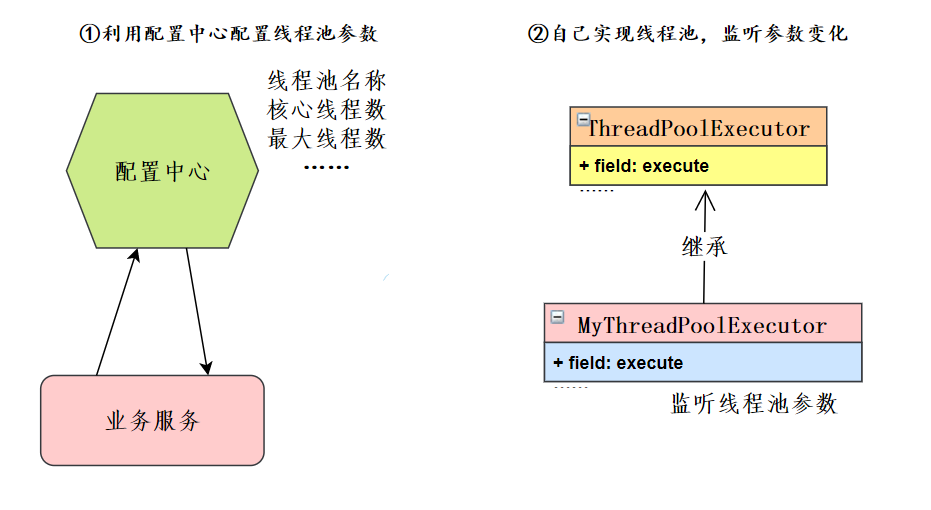 ①利用配置中心配置线程池参数
线程池名称
核心线程数
最大线程数
……
配置中心
业务服务
②自己实现线程池，监听参数变化
ThreadPoolExecutor
+ field: execute
......
继承
MyThreadPoolExecutor
+ field: execute
......
监听线程池参数